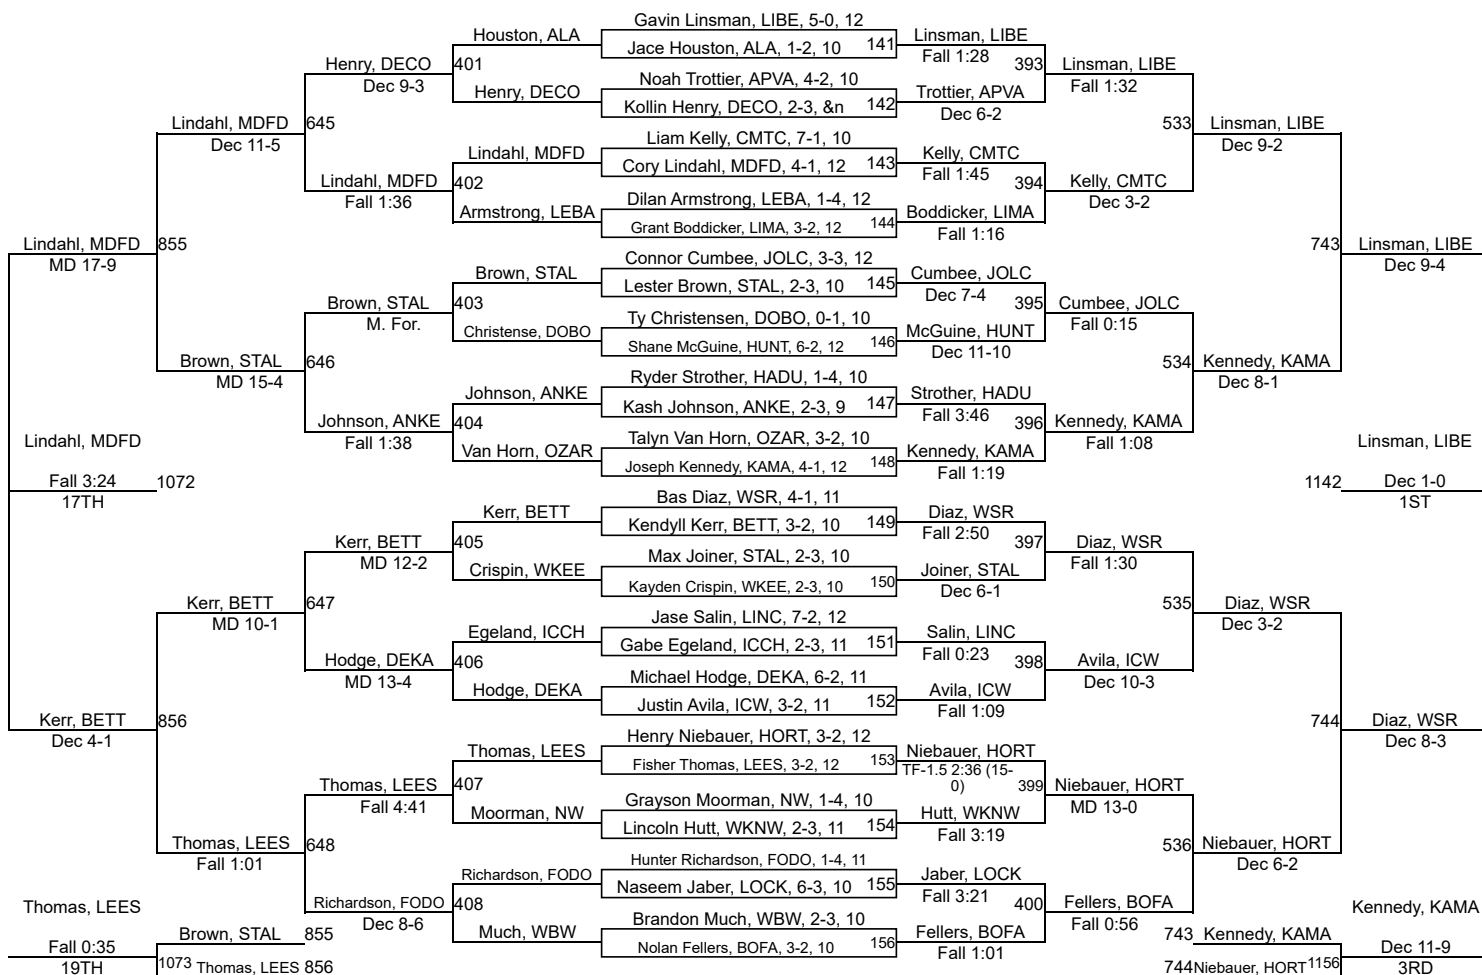 Gavin Linsman, LIBE, 5-0, 12
Houston, ALA
Jace Houston, ALA, 1-2, 10
141
Linsman, LIBE
Fall 1:28
Henry, DECO
401
393
Linsman, LIBE
Dec 9-3
Noah Trottier, APVA, 4-2, 10
Fall 1:32
Henry, DECO
Kollin Henry, DECO, 2-3, &n
142
Trottier, APVA
Dec 6-2
Lindahl, MDFD
645
533
Linsman, LIBE
Dec 11-5
Liam Kelly, CMTC, 7-1, 10
Dec 9-2
Lindahl, MDFD
Cory Lindahl, MDFD, 4-1, 12
143
Kelly, CMTC
Fall 1:45
Lindahl, MDFD
402
394
Kelly, CMTC
Fall 1:36
Dilan Armstrong, LEBA, 1-4, 12
Dec 3-2
Armstrong, LEBA
Grant Boddicker, LIMA, 3-2, 12
144
Boddicker, LIMA
Fall 1:16
Lindahl, MDFD
855
743
Linsman, LIBE
MD 17-9
Connor Cumbee, JOLC, 3-3, 12
Dec 9-4
Brown, STAL
Lester Brown, STAL, 2-3, 10
145
Cumbee, JOLC
Dec 7-4
Brown, STAL
403
395
Cumbee, JOLC
M. For.
Ty Christensen, DOBO, 0-1, 10
Fall 0:15
Christense, DOBO
Shane McGuine, HUNT, 6-2, 12
146
McGuine, HUNT
Dec 11-10
Brown, STAL
646
534
Kennedy, KAMA
MD 15-4
Ryder Strother, HADU, 1-4, 10
Dec 8-1
Johnson, ANKE
Kash Johnson, ANKE, 2-3, 9
147
Strother, HADU
Fall 3:46
Johnson, ANKE
404
396
Kennedy, KAMA
Fall 1:38
Talyn Van Horn, OZAR, 3-2, 10
Fall 1:08
Lindahl, MDFD
Linsman, LIBE
Van Horn, OZAR
Joseph Kennedy, KAMA, 4-1, 12
148
Kennedy, KAMA
Fall 1:19
Fall 3:24
1072
1142
Dec 1-0
17TH
1ST
Bas Diaz, WSR, 4-1, 11
Kerr, BETT
Kendyll Kerr, BETT, 3-2, 10
149
Diaz, WSR
Fall 2:50
Kerr, BETT
405
397
Diaz, WSR
MD 12-2
Max Joiner, STAL, 2-3, 10
Fall 1:30
Crispin, WKEE
Kayden Crispin, WKEE, 2-3, 10
150
Joiner, STAL
Dec 6-1
Kerr, BETT
647
535
Diaz, WSR
MD 10-1
Jase Salin, LINC, 7-2, 12
Dec 3-2
Egeland, ICCH
Gabe Egeland, ICCH, 2-3, 11
151
Salin, LINC
Fall 0:23
Hodge, DEKA
406
398
Avila, ICW
MD 13-4
Michael Hodge, DEKA, 6-2, 11
Dec 10-3
Hodge, DEKA
Justin Avila, ICW, 3-2, 11
152
Avila, ICW
Fall 1:09
Kerr, BETT
856
744
Diaz, WSR
Dec 4-1
Henry Niebauer, HORT, 3-2, 12
Dec 8-3
Thomas, LEES
Fisher Thomas, LEES, 3-2, 12
153
Niebauer, HORT
TF-1.5 2:36 (15-
0)
Thomas, LEES
407
399
Niebauer, HORT
Fall 4:41
Grayson Moorman, NW, 1-4, 10
MD 13-0
Moorman, NW
Lincoln Hutt, WKNW, 2-3, 11
154
Hutt, WKNW
Fall 3:19
Thomas, LEES
648
536
Niebauer, HORT
Fall 1:01
Hunter Richardson, FODO, 1-4, 11
Dec 6-2
Richardson, FODO
Naseem Jaber, LOCK, 6-3, 10
155
Jaber, LOCK
Fall 3:21
Thomas, LEES
Richardson, FODO
408
400
Fellers, BOFA
Kennedy, KAMA
Dec 8-6
Brandon Much, WBW, 2-3, 10
Fall 0:56
Much, WBW
Nolan Fellers, BOFA, 3-2, 10
156
Fellers, BOFA
Fall 1:01
Brown, STAL
855
743
Kennedy, KAMA
Fall 0:35
Dec 11-9
19TH
1073
Thomas, LEES
856
744
Niebauer, HORT
1156
3RD